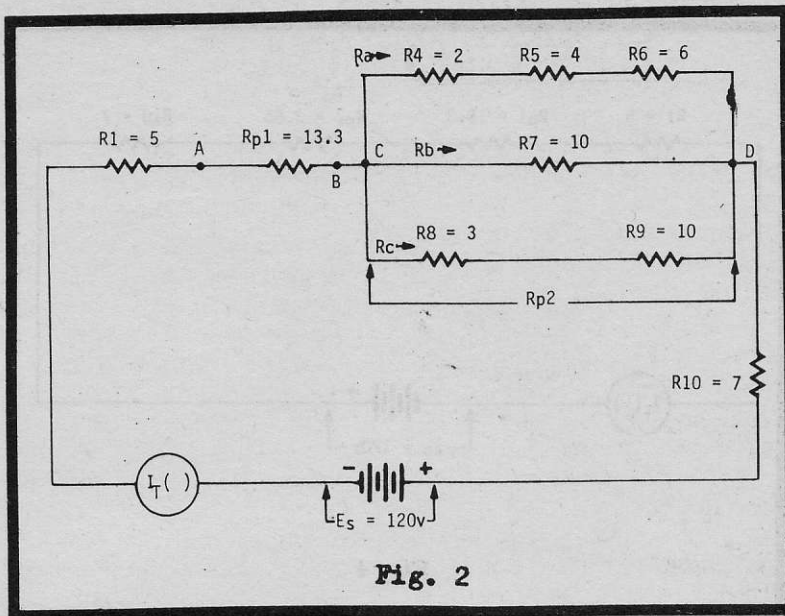 Ra R4 = 2 R5 = 4 R6 = 6
R1 = 5 A Rp1 = 13.3 B C Rb R7 = 10 D
Rc R8 = 3 R9 = 10
Rp2
R10 = 7
IT( ) - +
Es = 120v
Fig. 2